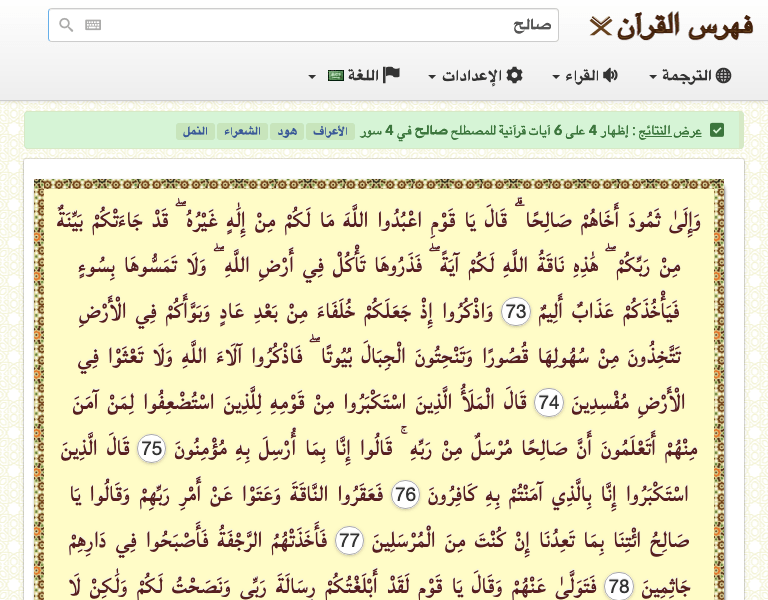 فهرس القرآن
صالح
الترجمة القراء الإعدادات اللغة
عرض النتائج : إظهار 4 على 6 آيات قرآنية للمصطلح صالح في 4 سور الأعراف هود الشعراء النمل
وَإِلَىٰ ثَمُودَ أَخَاهُمْ صَالِحًا ۗ قَالَ يَا قَوْمِ اعْبُدُوا اللَّهَ مَا لَكُمْ مِنْ إِلَٰهٍ غَيْرُهُ ۖ قَدْ جَاءَتْكُمْ بَيِّنَةٌ
مِنْ رَبِّكُمْ ۖ هَٰذِهِ نَاقَةُ اللَّهِ لَكُمْ آيَةً ۖ فَذَرُوهَا تَأْكُلْ فِي أَرْضِ اللَّهِ ۖ وَلَا تَمَسُّوهَا بِسُوءٍ
فَيَأْخُذَكُمْ عَذَابٌ أَلِيمٌ 73 وَاذْكُرُوا إِذْ جَعَلَكُمْ خُلَفَاءَ مِنْ بَعْدِ عَادٍ وَبَوَّأَكُمْ فِي الْأَرْضِ
تَتَّخِذُونَ مِنْ سُهُولِهَا قُصُورًا وَتَنْحِتُونَ الْجِبَالَ بُيُوتًا ۖ فَاذْكُرُوا آلَاءَ اللَّهِ وَلَا تَعْثَوْا فِي
الْأَرْضِ مُفْسِدِينَ 74 قَالَ الْمَلَأُ الَّذِينَ اسْتَكْبَرُوا مِنْ قَوْمِهِ لِلَّذِينَ اسْتُضْعِفُوا لِمَنْ آمَنَ
مِنْهُمْ أَتَعْلَمُونَ أَنَّ صَالِحًا مُرْسَلٌ مِنْ رَبِّهِ ۚ قَالُوا إِنَّا بِمَا أُرْسِلَ بِهِ مُؤْمِنُونَ 75 قَالَ الَّذِينَ
اسْتَكْبَرُوا إِنَّا بِالَّذِي آمَنْتُمْ بِهِ كَافِرُونَ 76 فَعَقَرُوا النَّاقَةَ وَعَتَوْا عَنْ أَمْرِ رَبِّهِمْ وَقَالُوا يَا
صَالِحُ ائْتِنَا بِمَا تَعِدُنَا إِنْ كُنْتَ مِنَ الْمُرْسَلِينَ 77 فَأَخَذَتْهُمُ الرَّجْفَةُ فَأَصْبَحُوا فِي دَارِهِمْ
جَاثِمِينَ 78 فَتَوَلَّىٰ عَنْهُمْ وَقَالَ يَا قَوْمِ لَقَدْ أَبْلَغْتُكُمْ رِسَالَةَ رَبِّي وَنَصَحْتُ لَكُمْ وَلَٰكِنْ لَا